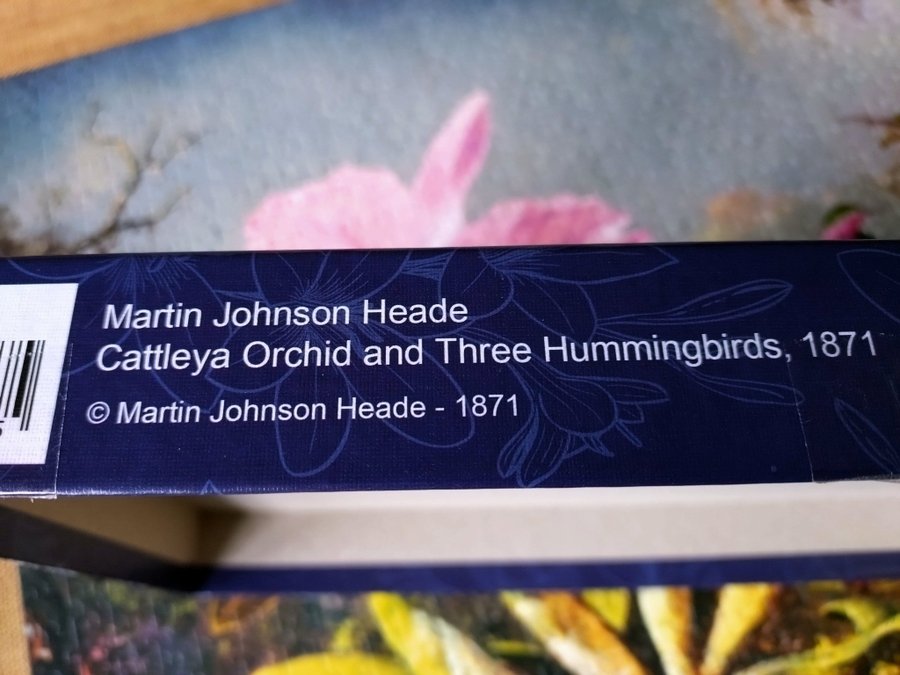 Martin Johnson Heade
Cattleya Orchid and Three Hummingbirds, 1871
© Martin Johnson Heade - 1871